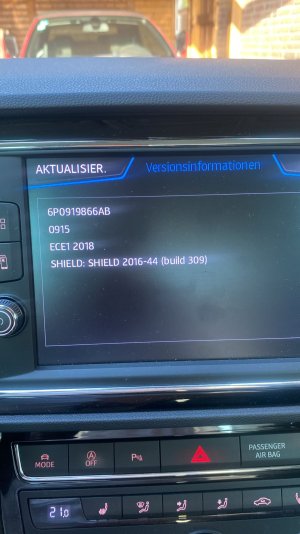 AKTUALISIER. Versionsinformationen
6P0919866AB
0915
ECE1 2018
SHIELD: SHIELD 2016-44 (build 309)
MODE
OFF
P
PASSENGER
AIR BAG
21.0